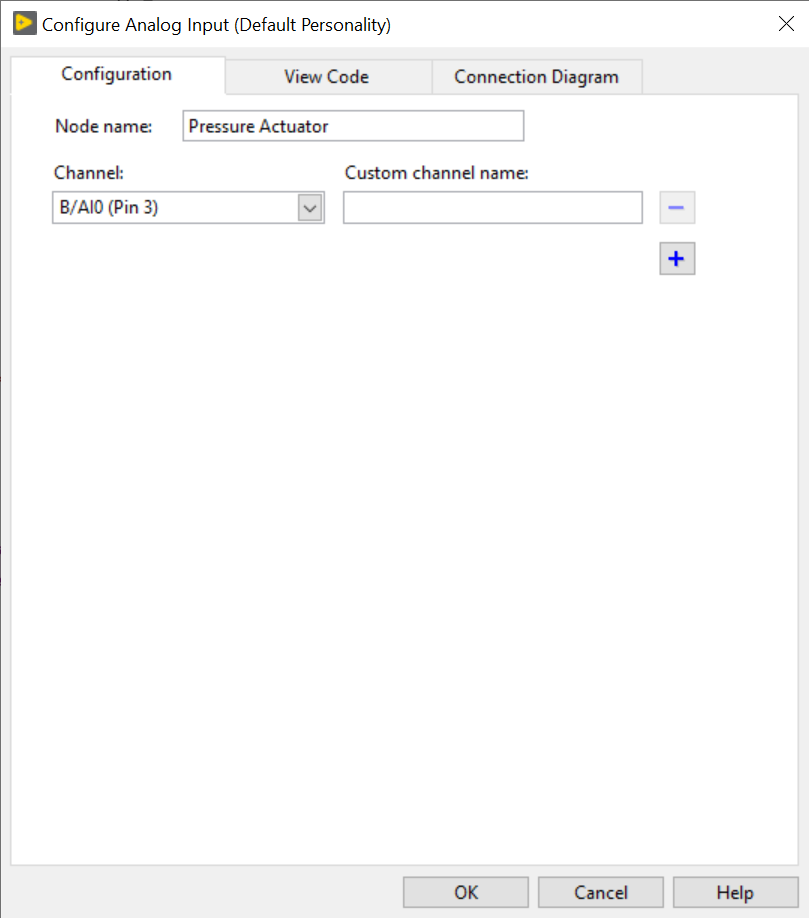 Configure Analog Input (Default Personality)
Configuration View Code Connection Diagram
Node name: Pressure Actuator
Channel: Custom channel name:
B/AI0 (Pin 3)
OK Cancel Help